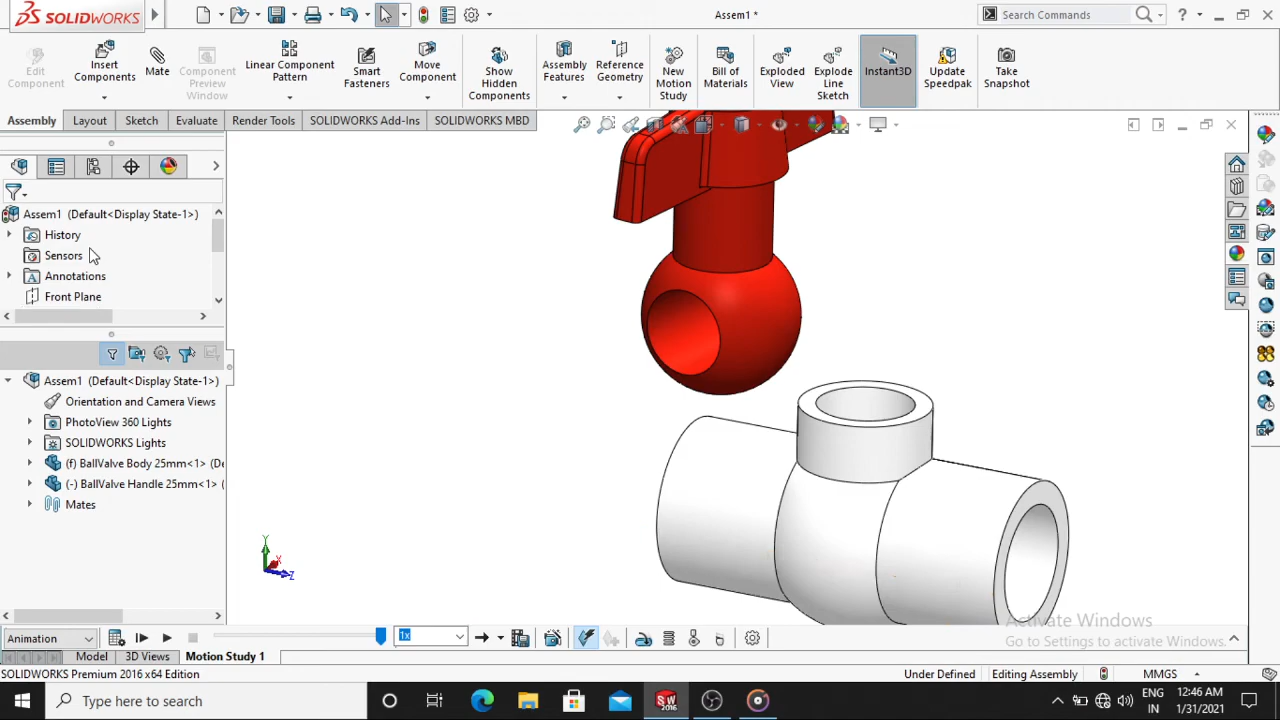 SOLIDWORKS
Assem1 *
Search Commands
Edit Component
Insert Components
Mate
Component Preview Window
Linear Component Pattern
Smart Fasteners
Move Component
Show Hidden Components
Assembly Features
Reference Geometry
New Motion Study
Bill of Materials
Exploded View
Explode Line Sketch
Instant3D
Update Speedpak
Take Snapshot
Assembly
Layout
Sketch
Evaluate
Render Tools
SOLIDWORKS Add-Ins
SOLIDWORKS MBD
Assem1 (Default<Display State-1>)
History
Sensors
Annotations
Front Plane
Assem1 (Default<Display State-1>)
Orientation and Camera Views
PhotoView 360 Lights
SOLIDWORKS Lights
(f) BallValve Body 25mm<1> (De
(-) BallValve Handle 25mm<1> (
Mates
Y
X
Z
Activate Windows
Go to Settings to activate Windows.
Animation
1x
Model
3D Views
Motion Study 1
SOLIDWORKS Premium 2016 x64 Edition
Under Defined
Editing Assembly
MMGS
Type here to search
SW
2016
ENG
IN
12:46 AM
1/31/2021